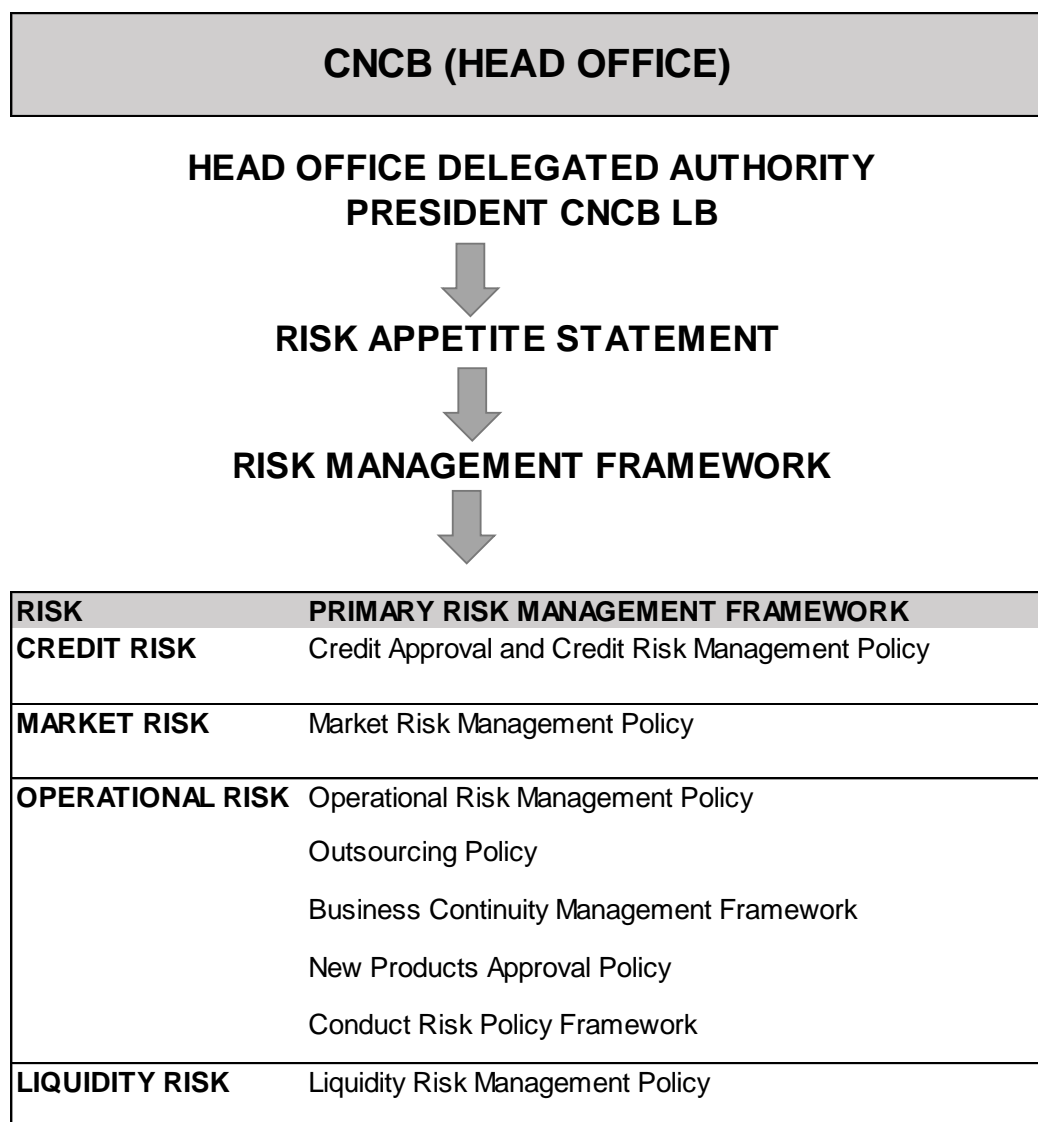 CNCB (HEAD OFFICE)
HEAD OFFICE DELEGATED AUTHORITY
PRESIDENT CNCB LB
RISK APPETITE STATEMENT
RISK MANAGEMENT FRAMEWORK
RISK PRIMARY RISK MANAGEMENT FRAMEWORK
CREDIT RISK Credit Approval and Credit Risk Management Policy
MARKET RISK Market Risk Management Policy
OPERATIONAL RISK Operational Risk Management Policy
Outsourcing Policy
Business Continuity Management Framework
New Products Approval Policy
Conduct Risk Policy Framework
LIQUIDITY RISK Liquidity Risk Management Policy